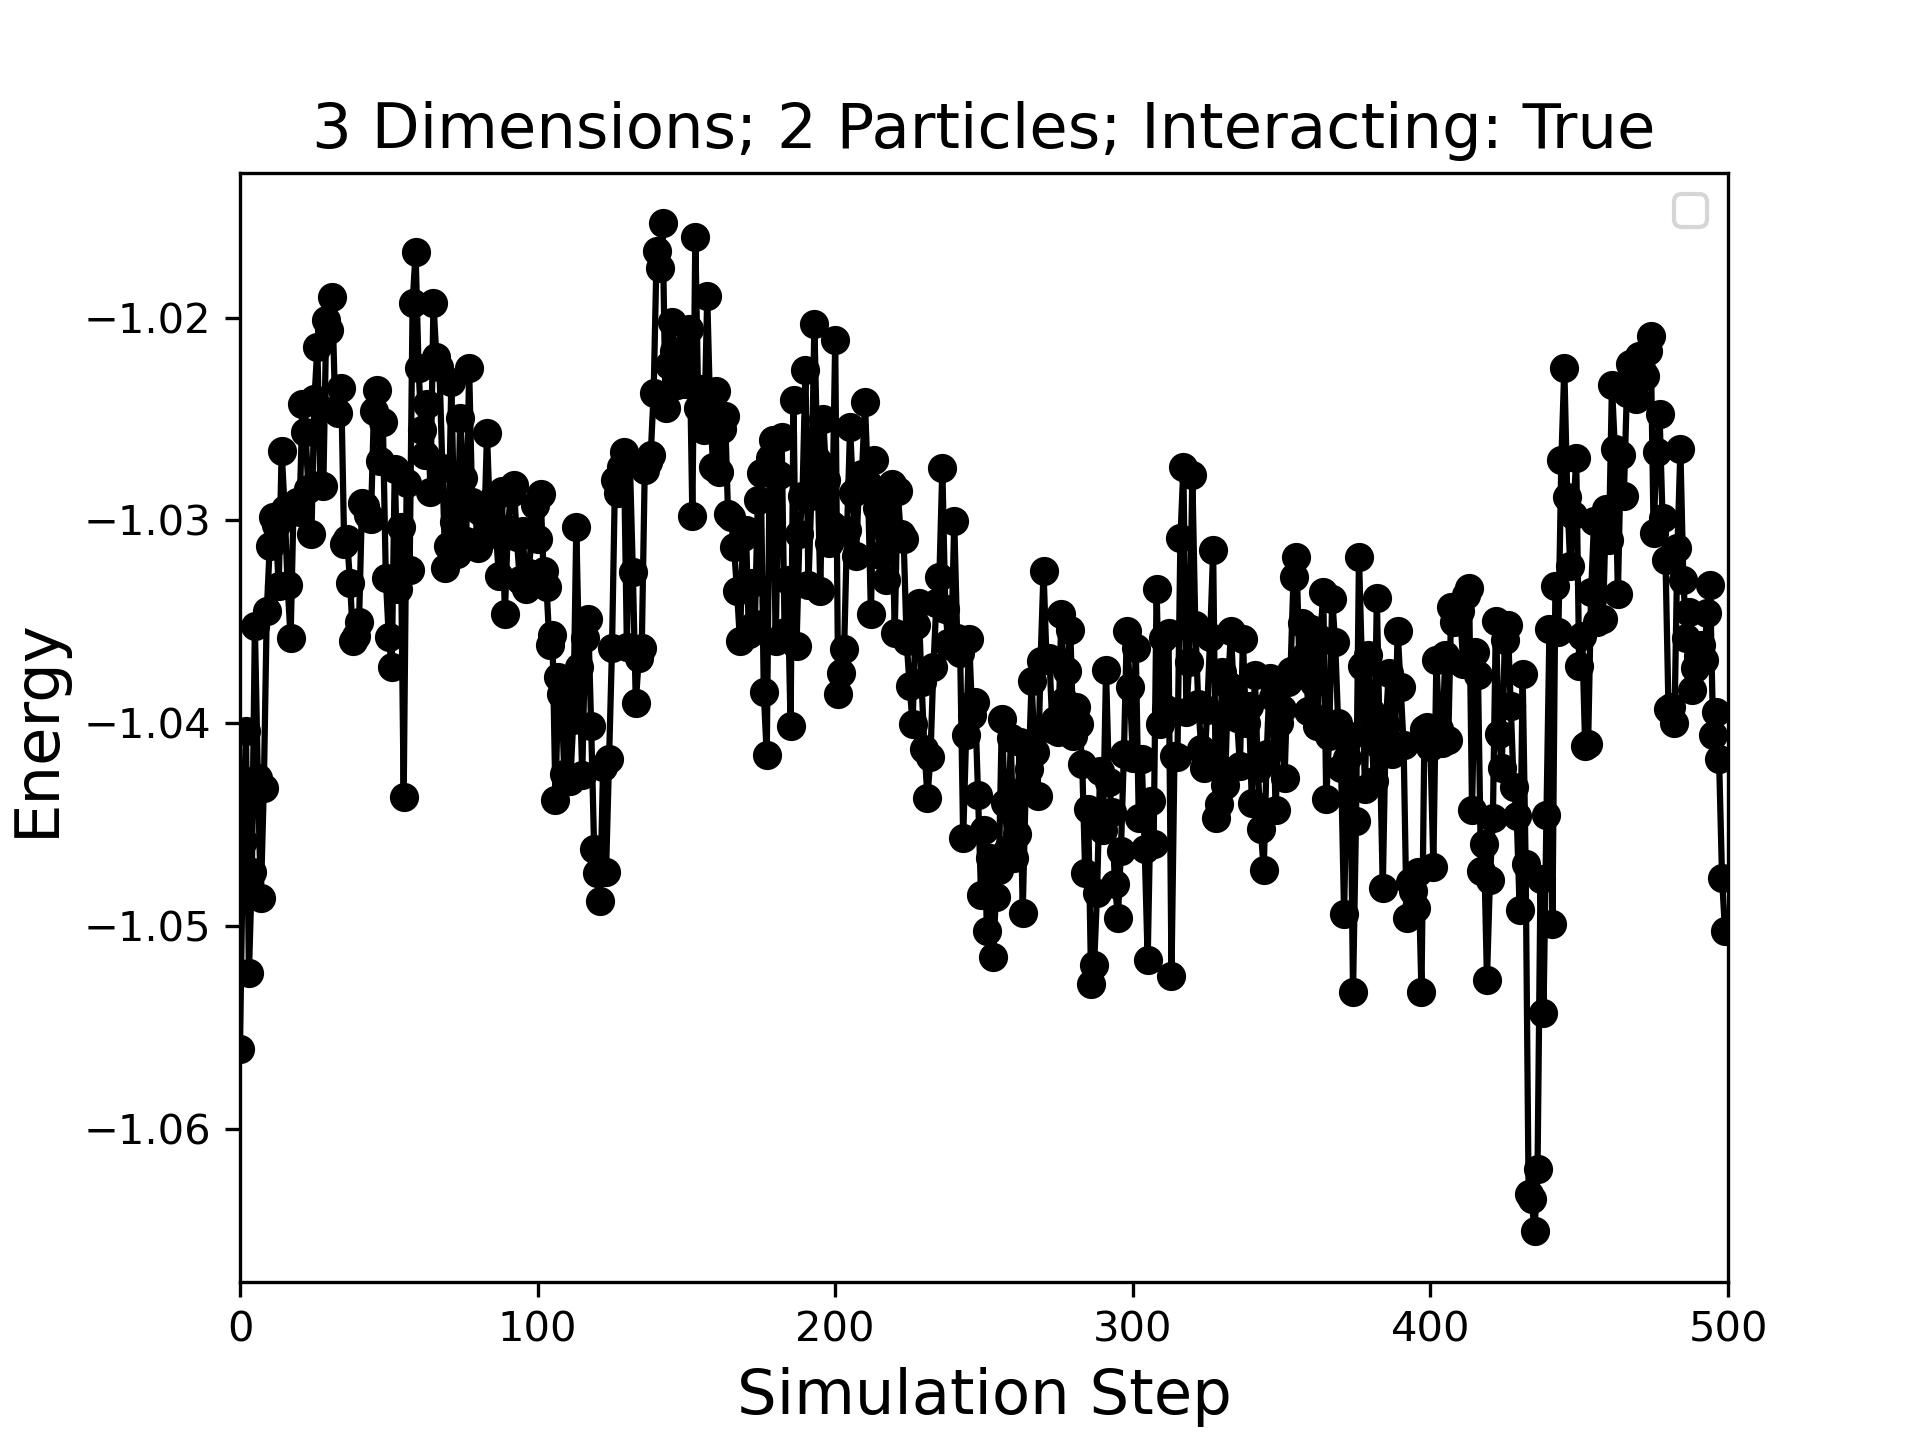 3 Dimensions; 2 Particles; Interacting: True
Energy
−1.02
−1.03
−1.04
−1.05
−1.06
0 100 200 300 400 500
Simulation Step